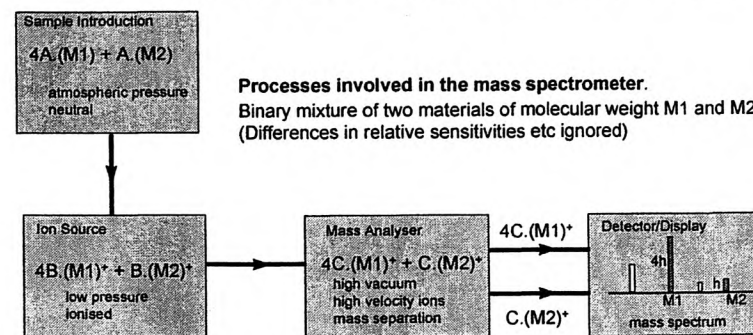 Sample Introduction
4A.(M1) + A.(M2)
atmospheric pressure
neutral
Processes involved in the mass spectrometer.
Binary mixture of two materials of molecular weight M1 and M2
(Differences in relative sensitivities etc ignored)
Ion Source
4B.(M1)⁺ + B.(M2)⁺
low pressure
ionised
Mass Analyser
4C.(M1)⁺ + C.(M2)⁺
high vacuum
high velocity ions
mass separation
4C.(M1)⁺
C.(M2)⁺
Detector/Display
4h
h
M1
M2
mass spectrum